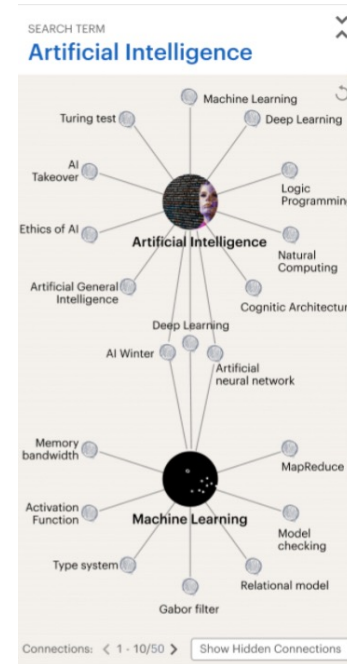 SEARCH TERM
Artificial Intelligence
Machine Learning
Turing test
Deep Learning
AI
Takeover
Logic
Programmin
Ethics of AI
Artificial Intelligence
Natural
Computing
Artificial General
Intelligence
Cognitic Architectur
Deep Learning
AI Winter
Artificial
neural network
Memory
bandwidth
MapReduce
Activation
Function
Machine Learning
Model
checking
Type system
Relational model
Gabor filter
Connections: < 1 - 10/50 > Show Hidden Connections